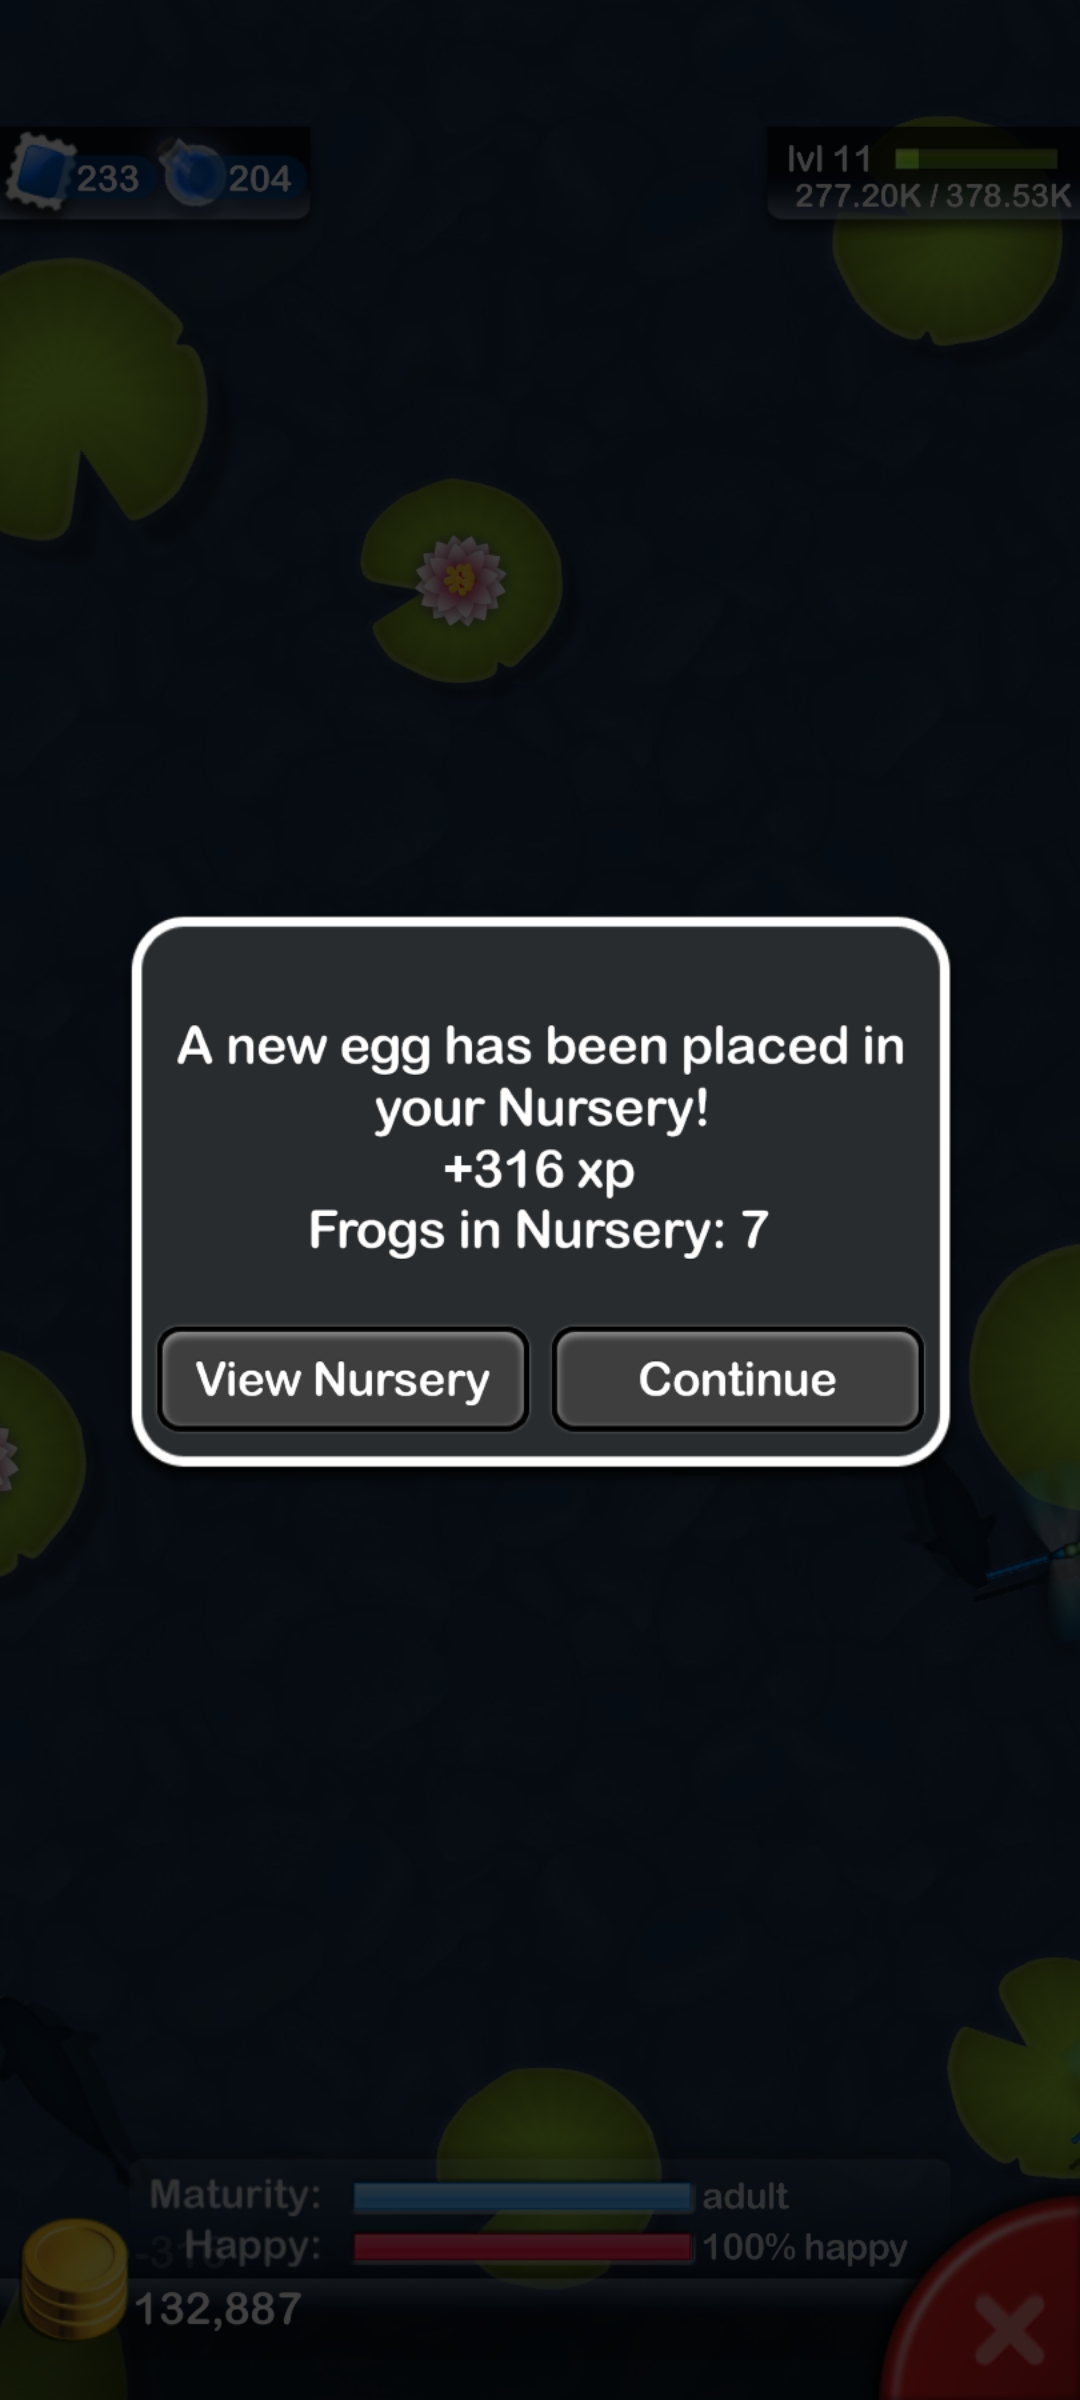 233
204
lvl 11
277.20K / 378.53K
A new egg has been placed in
your Nursery!
+316 xp
Frogs in Nursery: 7
View Nursery
Continue
Maturity:
adult
Happy:
100% happy
132,887